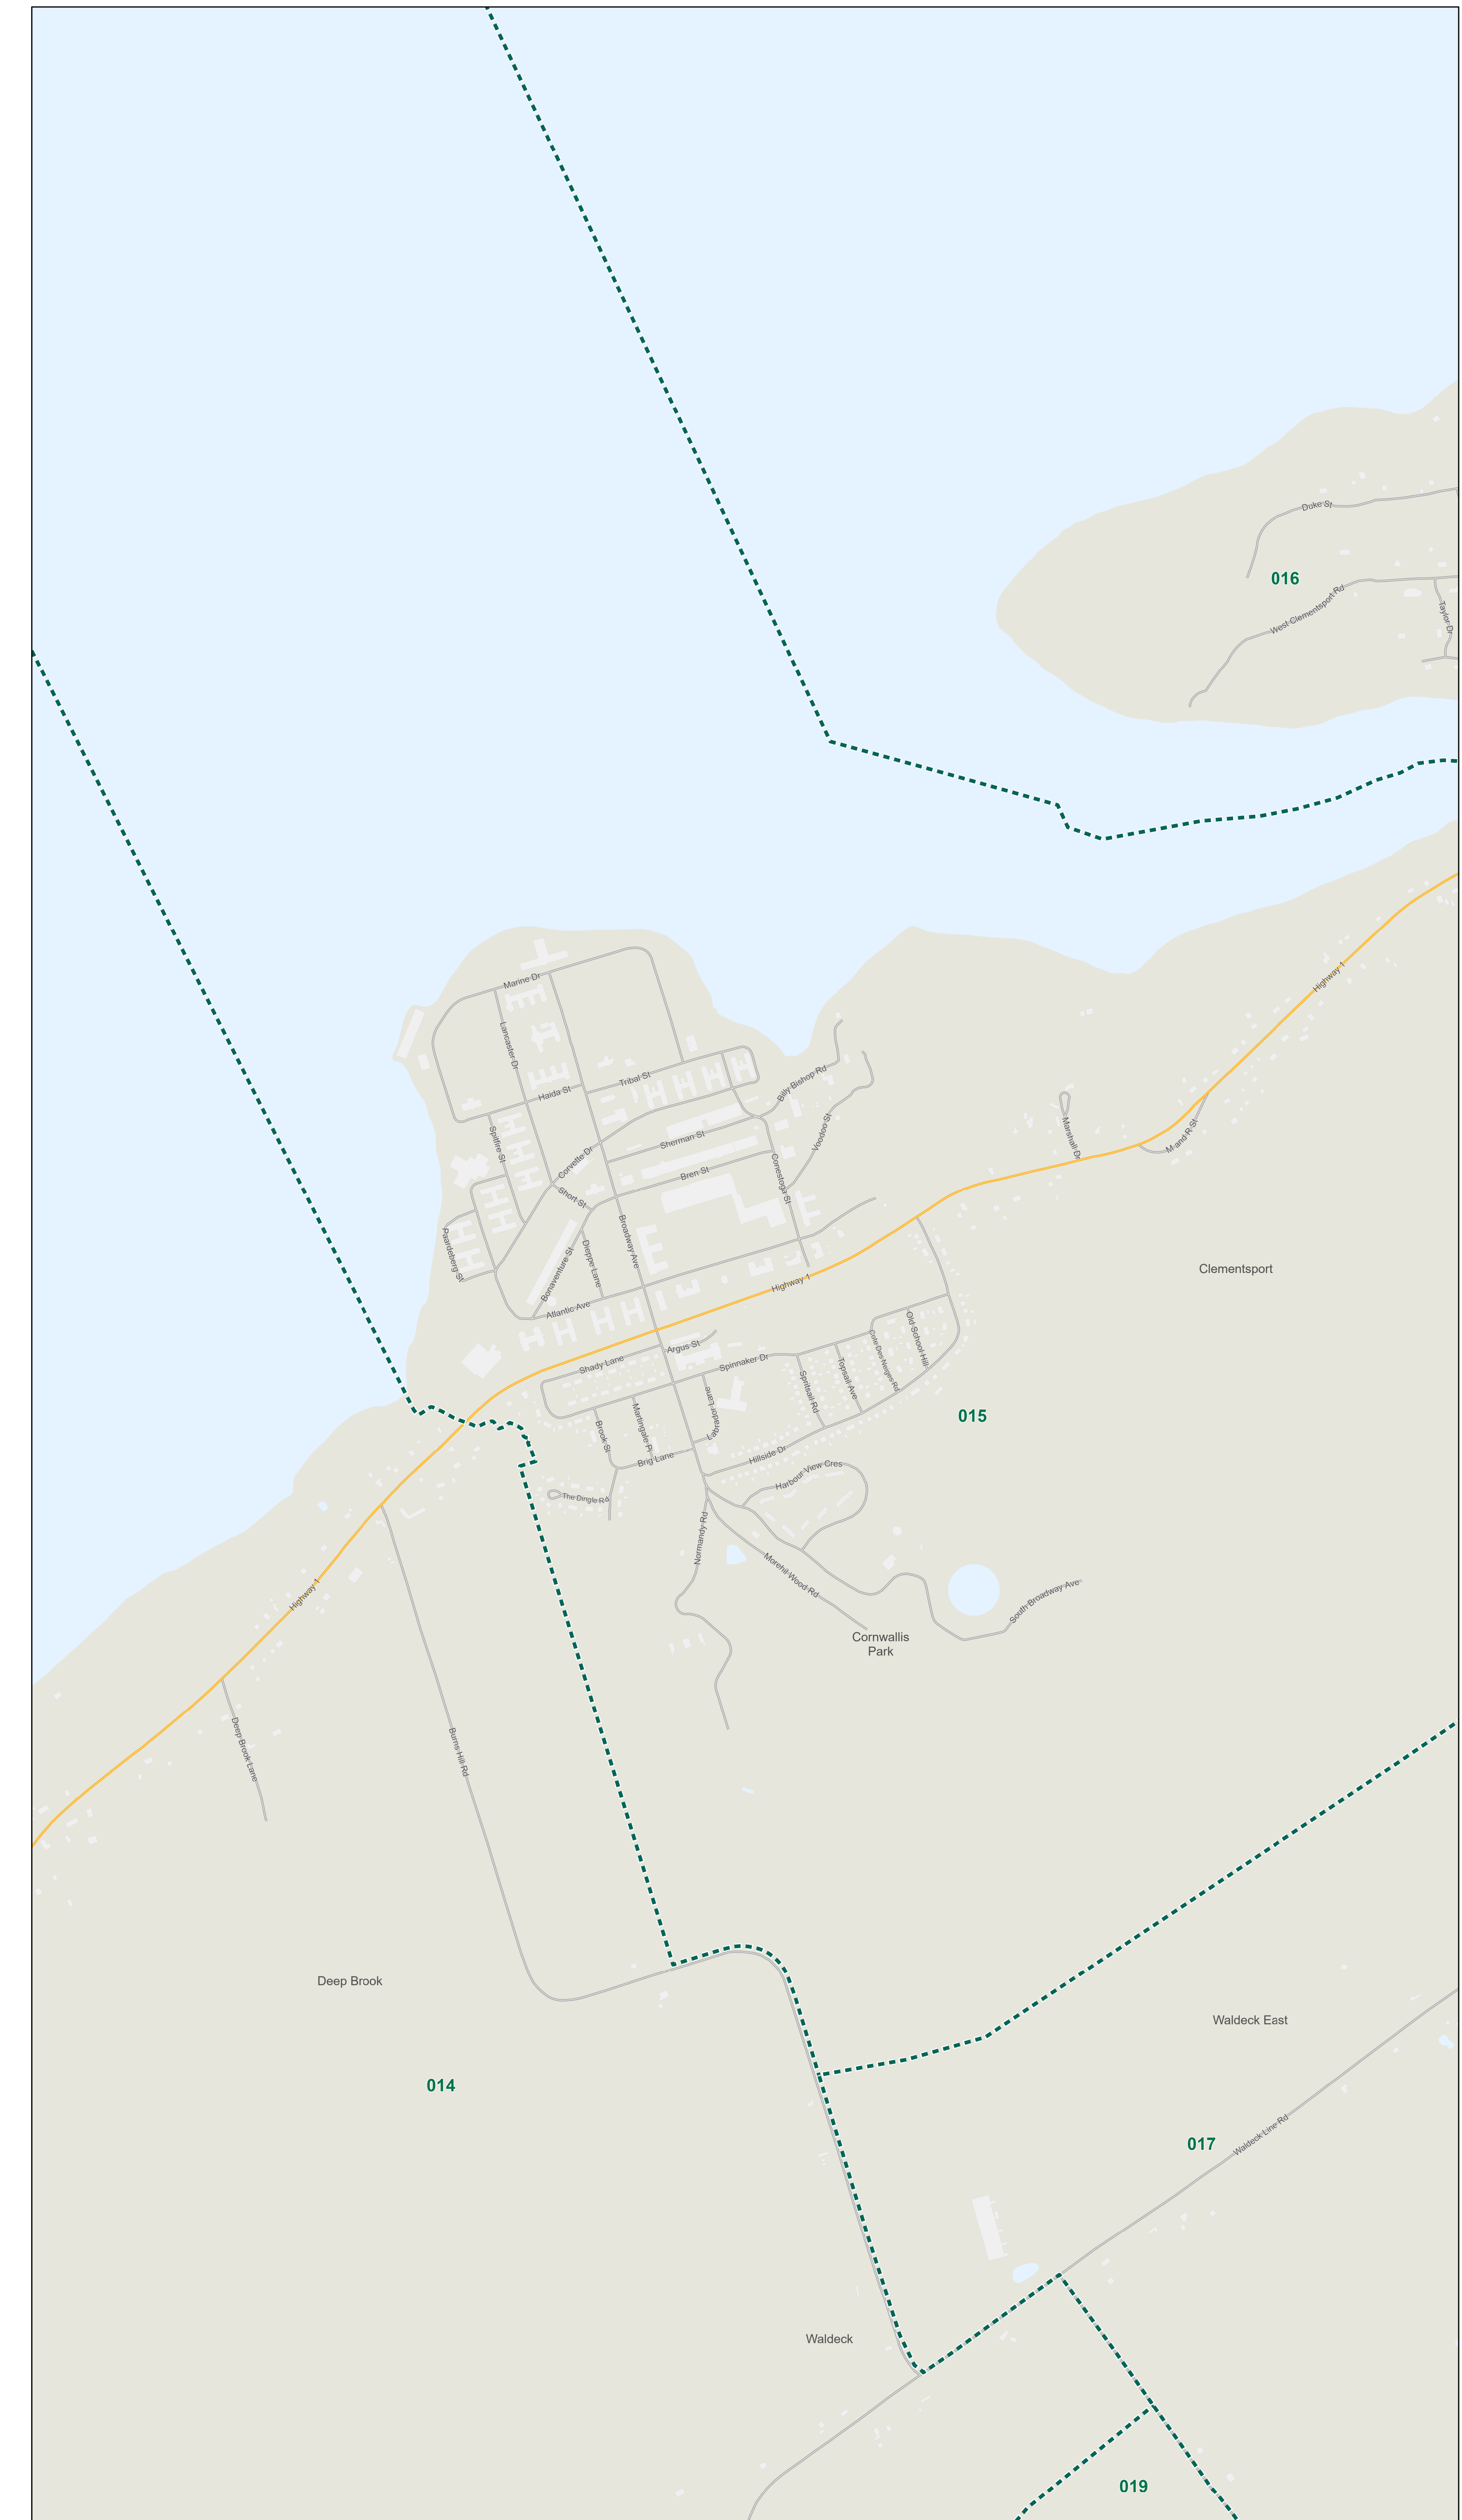 Duke St
016
West Clementsport Rd
Taylor Dr
Highway 1
Marine Dr
Lancaster Dr
Haida St
Tribal St
Billy Bishop Rd
Voodoo St
Marshall Dr
M and R St
Spitfire St
Corvette Dr
Sherman St
Bren St
Conestoga St
Short St
Paardeberg St
Broadway Ave
Dieppe Lane
Bonaventure St
Atlantic Ave
Highway 1
Clementsport
Shady Lane
Argus St
Spinnaker Dr
Old School Hill
Cote Des Neiges Rd
Topsail Ave
Spritsail Rd
Labrador Lane
Martingale Pl
Brook St
Brig Lane
Hillside Dr
015
Harbour View Cres
The Dingle Rd
Normandy Rd
Morehil Wood Rd
South Broadway Ave
Highway 1
Cornwallis
Park
Deep Brook Lane
Burns Hill Rd
Deep Brook
Waldeck East
014
017
Waldeck Line Rd
Waldeck
019